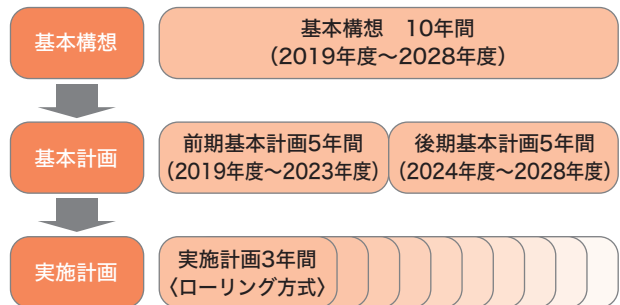 基本構想
基本構想　10年間
（2019年度〜2028年度）
基本計画
前期基本計画5年間
（2019年度〜2023年度）
後期基本計画5年間
（2024年度〜2028年度）
実施計画
実施計画3年間
〈ローリング方式〉